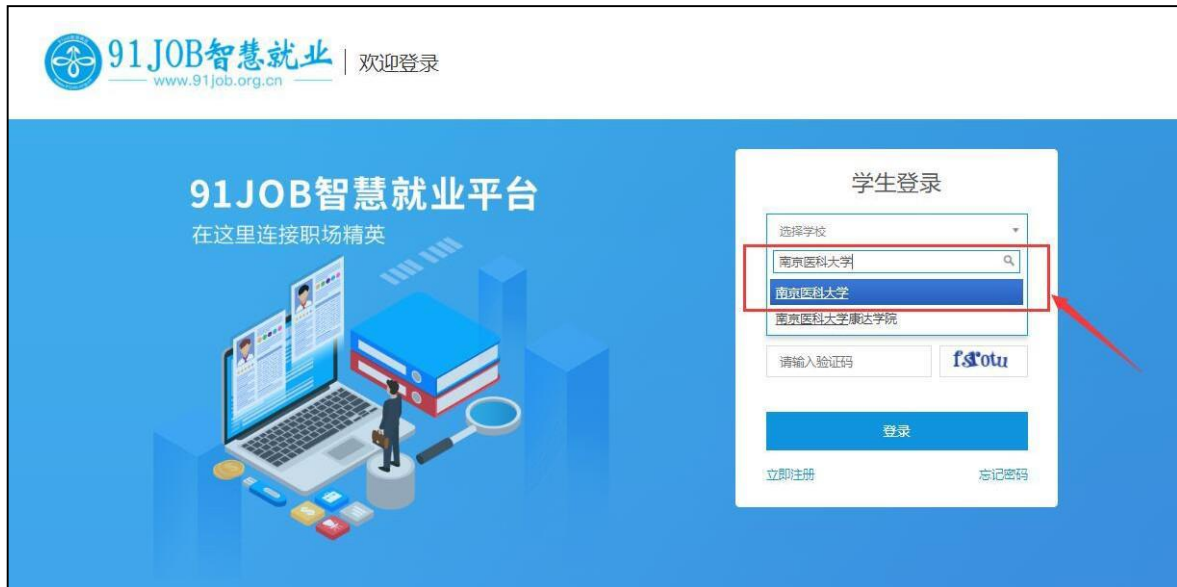 91JOB智慧就业
www.91job.org.cn
欢迎登录
91JOB智慧就业平台
在这里连接职场精英
学生登录
选择学校
南京医科大学
南京医科大学
南京医科大学康达学院
请输入验证码
登录
立即注册
忘记密码